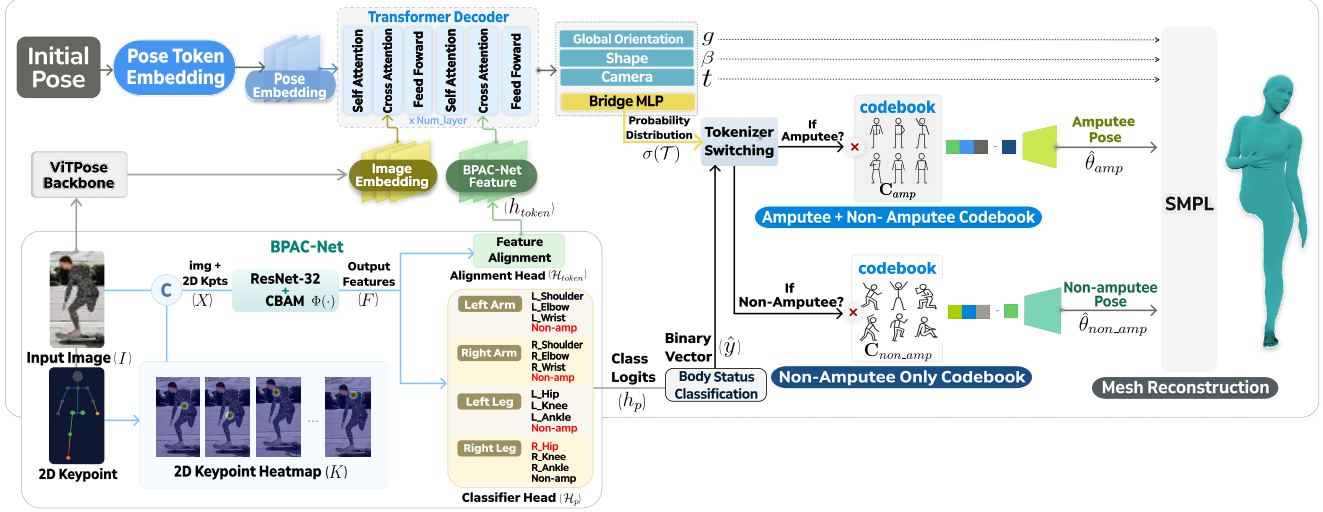 Initial
Pose
Pose Token
Embedding
Pose
Embedding
Transformer Decoder
Self Attention
Cross Attention
Feed Forward
Self Attention
Cross Attention
Feed Foward
x Num_layer
Global Orientation
Shape
Camera
Bridge MLP
g
β
t
Probability
Distribution
σ(𝒯)
Tokenizer
Switching
If
Amputee?
codebook
C_amp
Amputee
Pose
θ̂_amp
Amputee + Non- Amputee Codebook
SMPL
ViTPose
Backbone
Image
Embedding
BPAC-Net
Feature
(h_token)
BPAC-Net
Feature
Alignment
Alignment Head (ℋ_token)
img +
2D Kpts
(X)
C
ResNet-32
+
CBAM Φ(·)
Output
Features
(F)
Input Image (I)
2D Keypoint
...
2D Keypoint Heatmap (K)
Left Arm
L_Shoulder
L_Elbow
L_Wrist
Non-amp
Right Arm
R_Shoulder
R_Elbow
R_Wrist
Non-amp
Left Leg
L_Hip
L_Knee
L_Ankle
Non-amp
Right Leg
R_Hip
R_Knee
R_Ankle
Non-amp
Classifier Head (ℋ_p)
Class
Logits
(h_p)
Body Status
Classification
Binary
Vector
(ŷ)
If
Non-Amputee?
codebook
C_non_amp
Non-amputee
Pose
θ̂_non_amp
Non-Amputee Only Codebook
Mesh Reconstruction